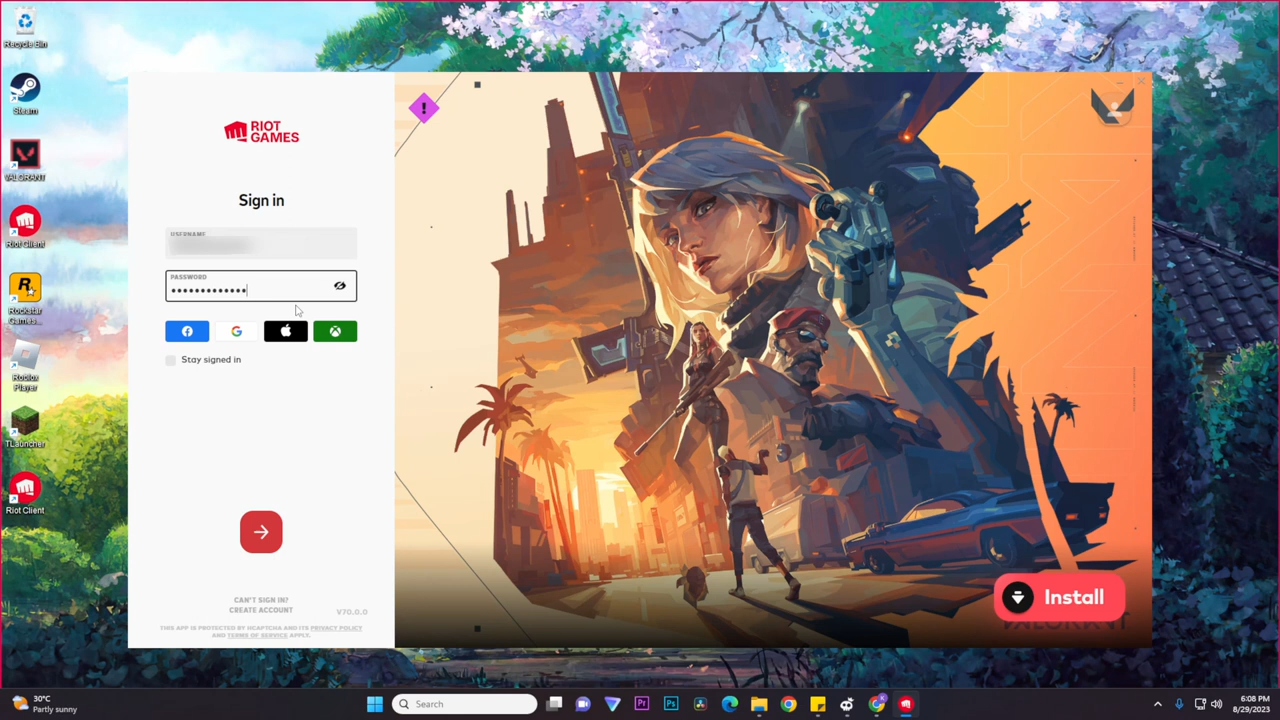 Recycle Bin
Steam
VALORANT
Riot Client
Rockstar
Games...
Roblox
Player
TLauncher
Riot Client
RIOT
GAMES
Sign in
USERNAME
PASSWORD
•••••••••••••
Stay signed in
CAN'T SIGN IN?
CREATE ACCOUNT
V70.0.0
THIS APP IS PROTECTED BY HCAPTCHA AND ITS PRIVACY POLICY
AND TERMS OF SERVICE APPLY.
!
Install
30°C
Partly sunny
Search
Pr
Ps
K
6:08 PM
8/29/2023